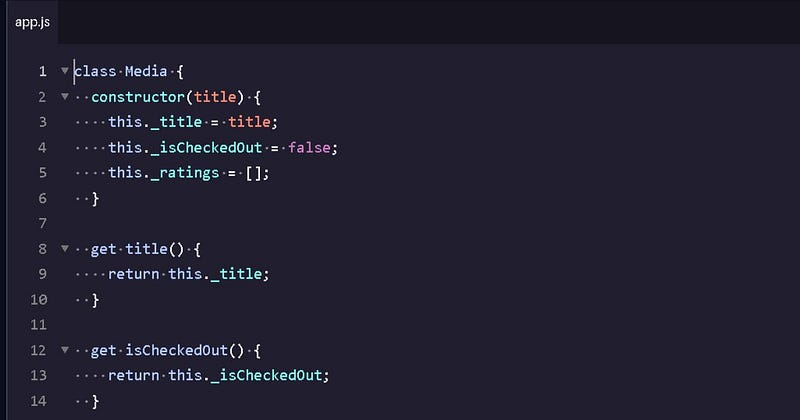 app.js
1 class Media {
2   constructor(title) {
3     this._title = title;
4     this._isCheckedOut = false;
5     this._ratings = [];
6   }
7
8   get title() {
9     return this._title;
10   }
11
12   get isCheckedOut() {
13     return this._isCheckedOut;
14   }